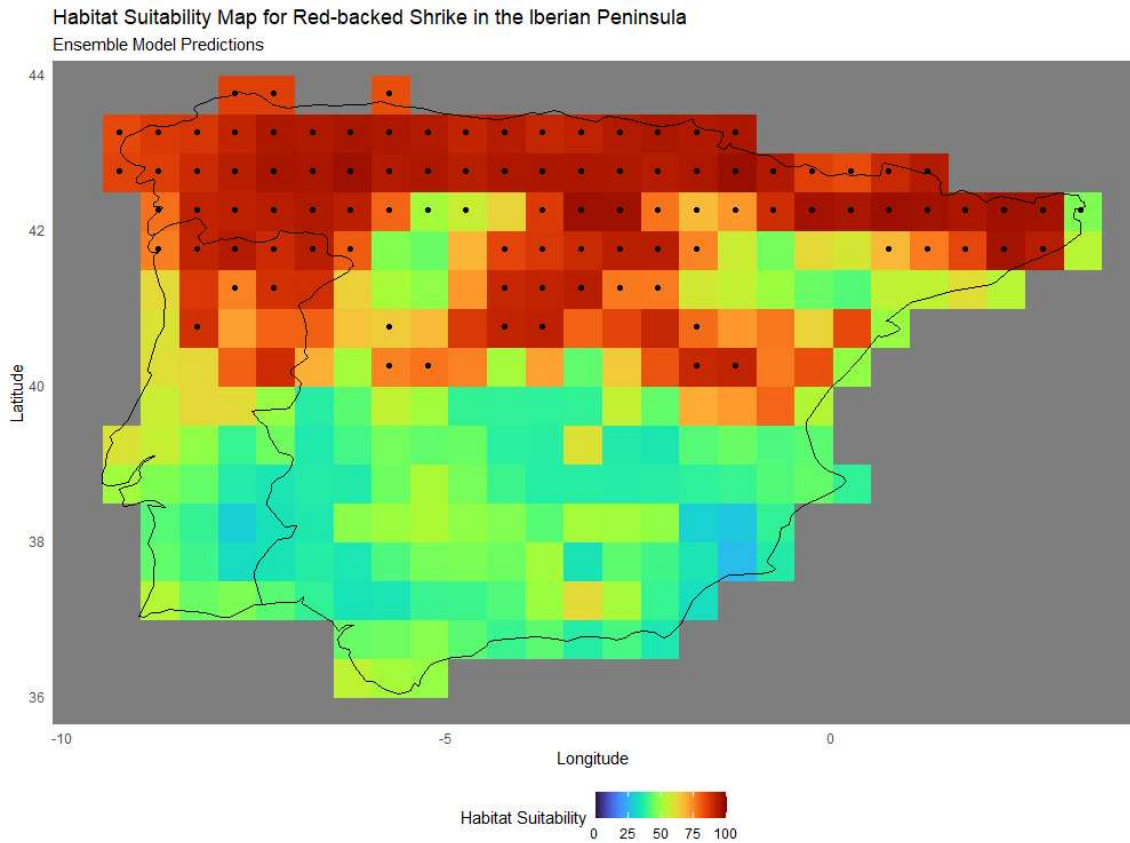 Habitat Suitability Map for Red-backed Shrike in the Iberian Peninsula
Ensemble Model Predictions
44
42
40
38
36
Latitude
-10 -5 0
Longitude
Habitat Suitability
0 25 50 75 100